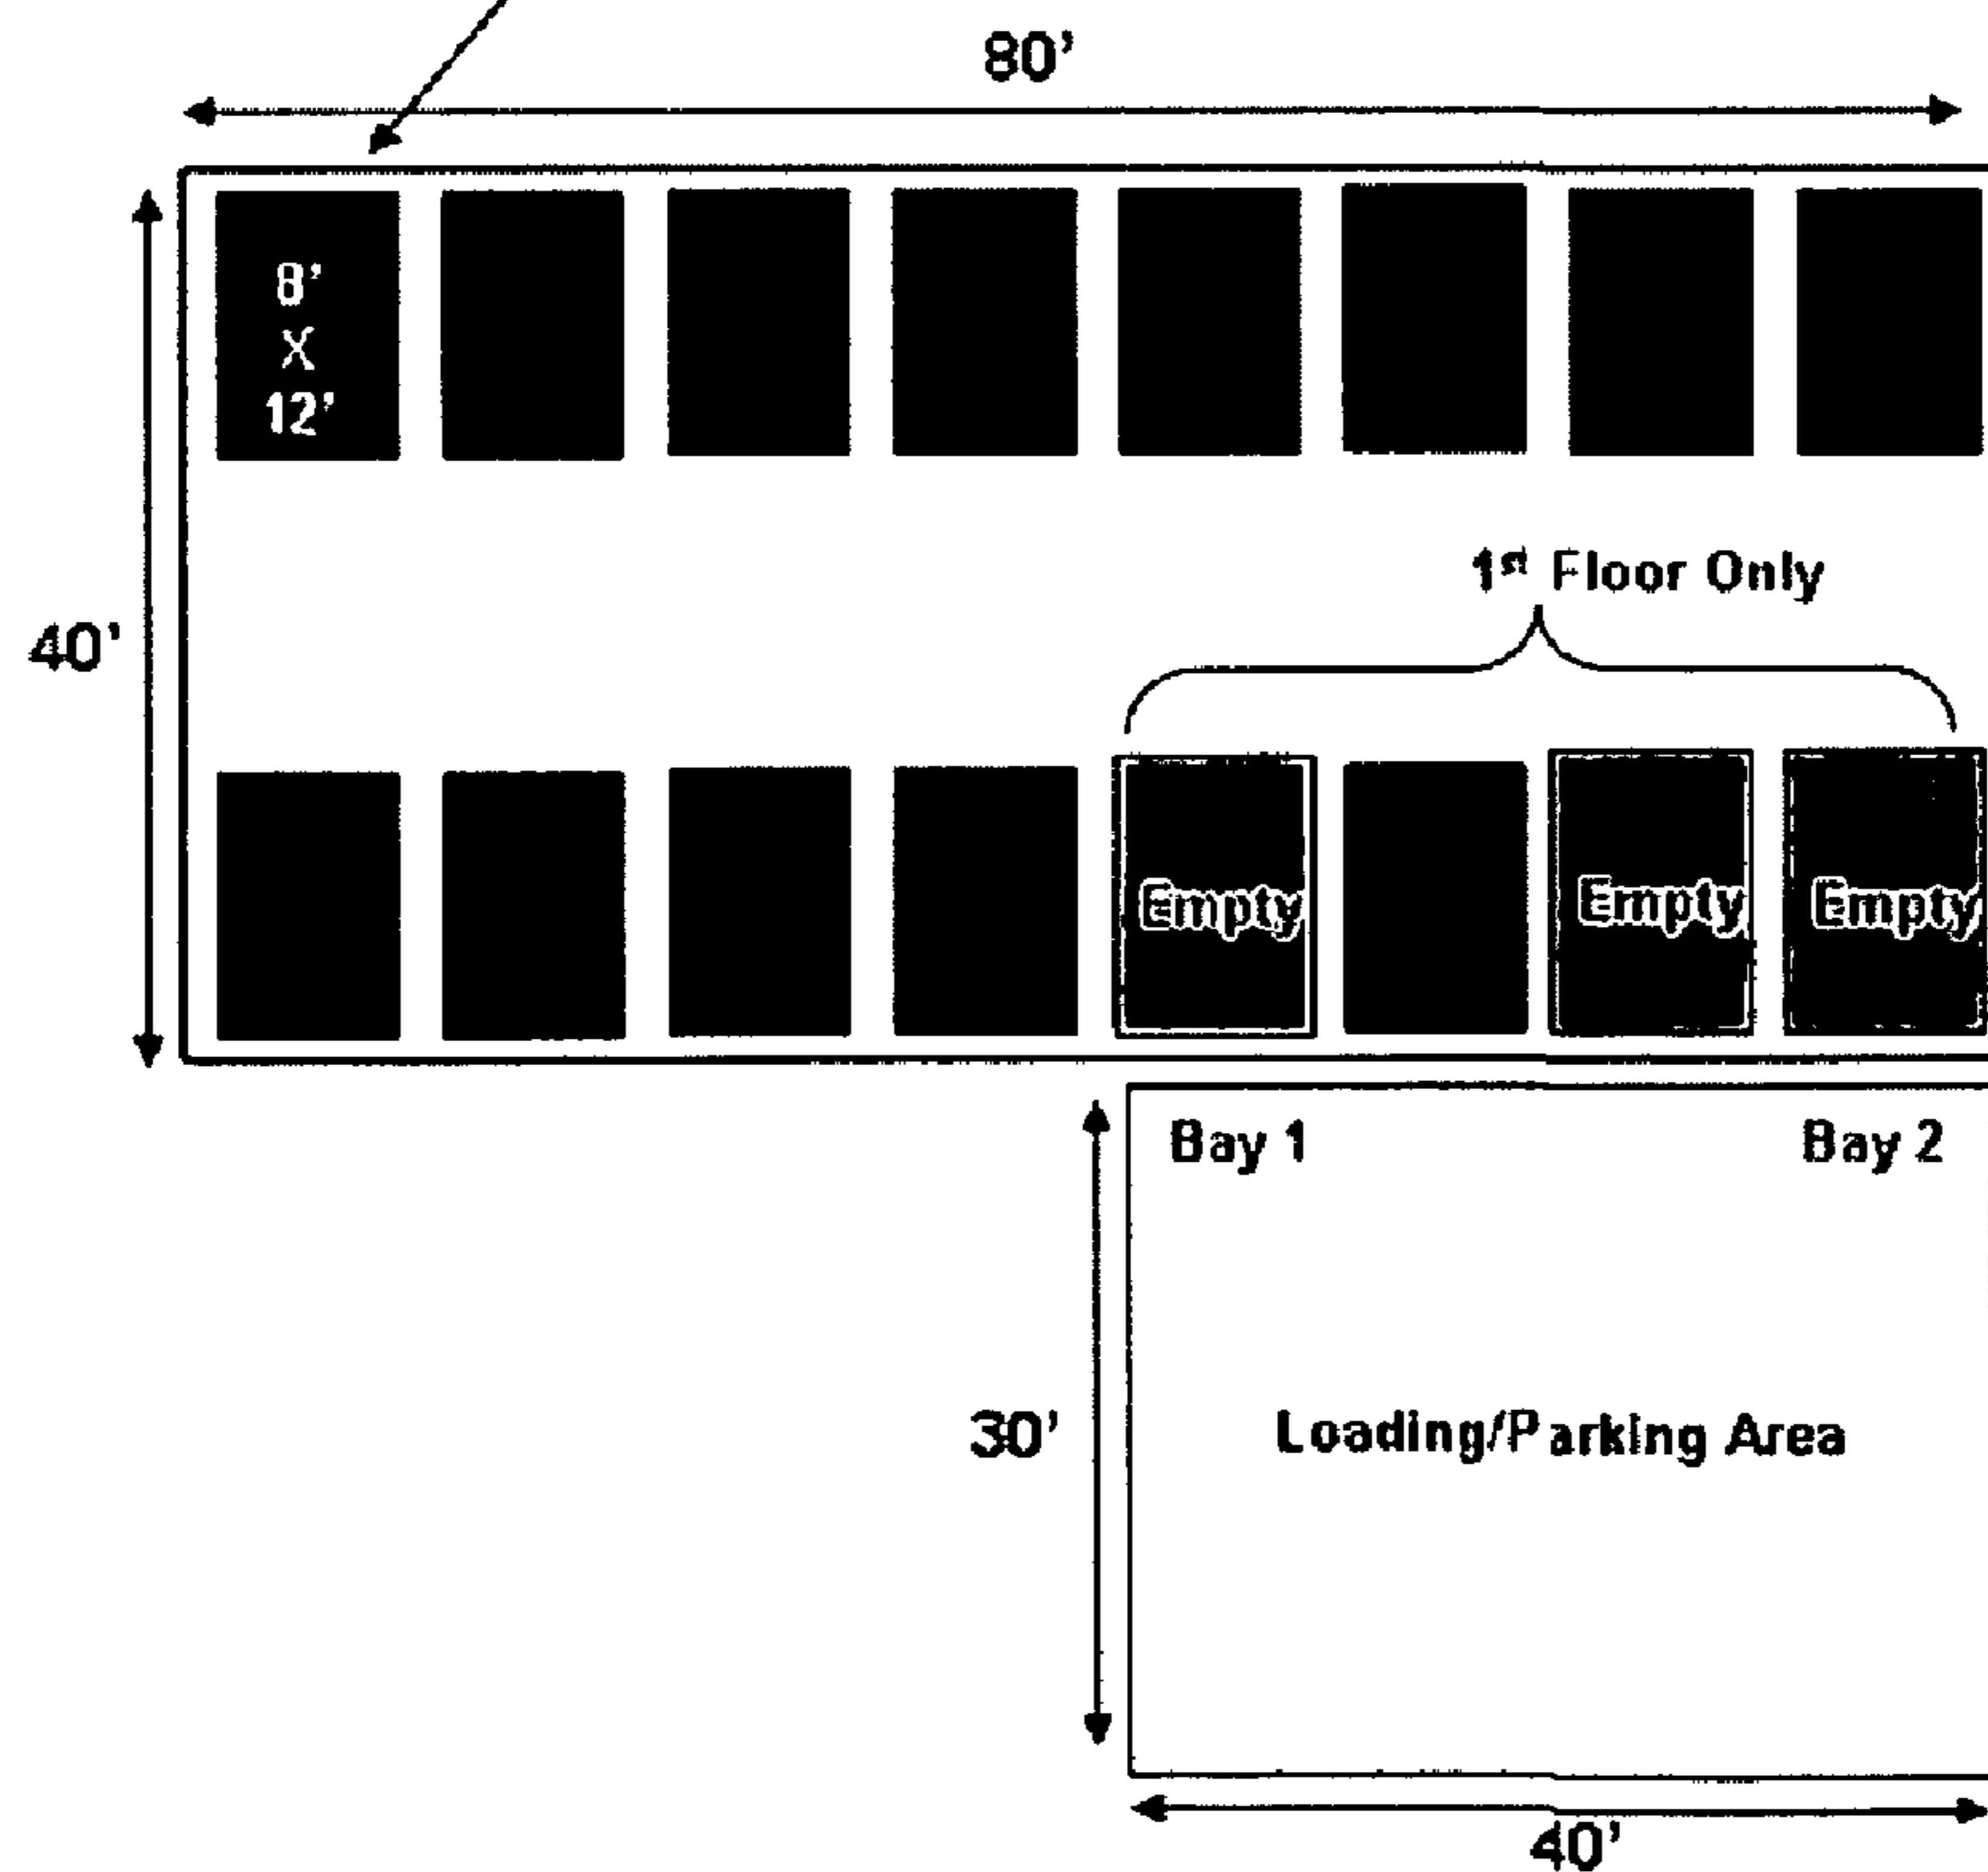 80'
8'
X
12'
1st Floor Only
40'
Empty
Empty
Empty
Bay 1
Bay 2
30'
Loading/Parking Area
40'